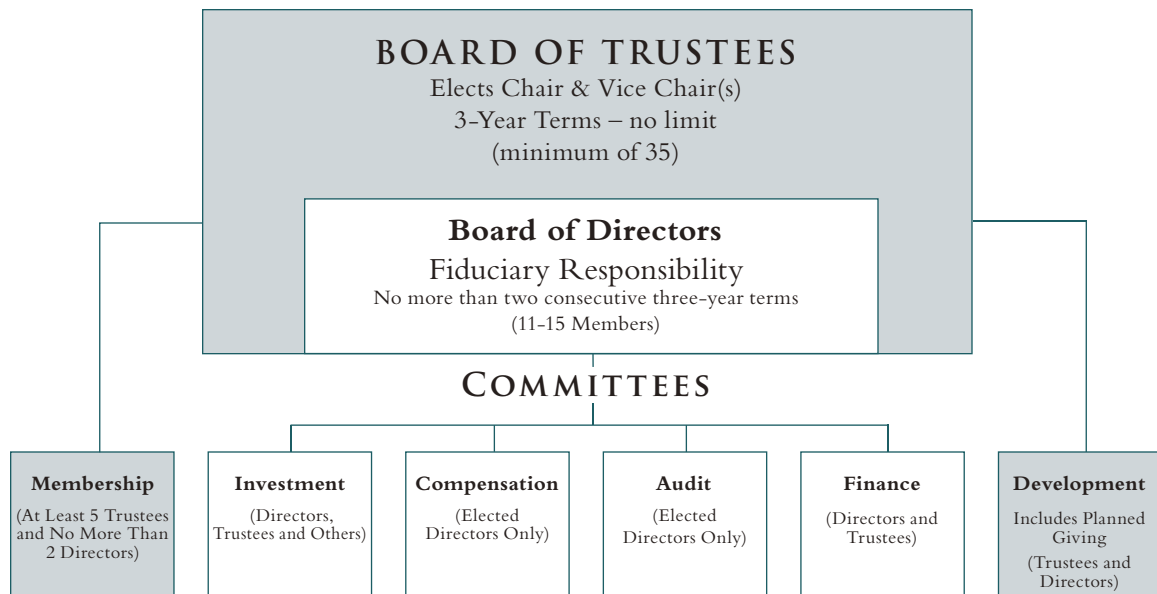 BOARD OF TRUSTEES
Elects Chair & Vice Chair(s)
3-Year Terms – no limit
(minimum of 35)
Board of Directors
Fiduciary Responsibility
No more than two consecutive three-year terms
(11-15 Members)
COMMITTEES
Membership
(At Least 5 Trustees
and No More Than
2 Directors)
Investment
(Directors,
Trustees and Others)
Compensation
(Elected
Directors Only)
Audit
(Elected
Directors Only)
Finance
(Directors and
Trustees)
Development
Includes Planned
Giving
(Trustees and
Directors)